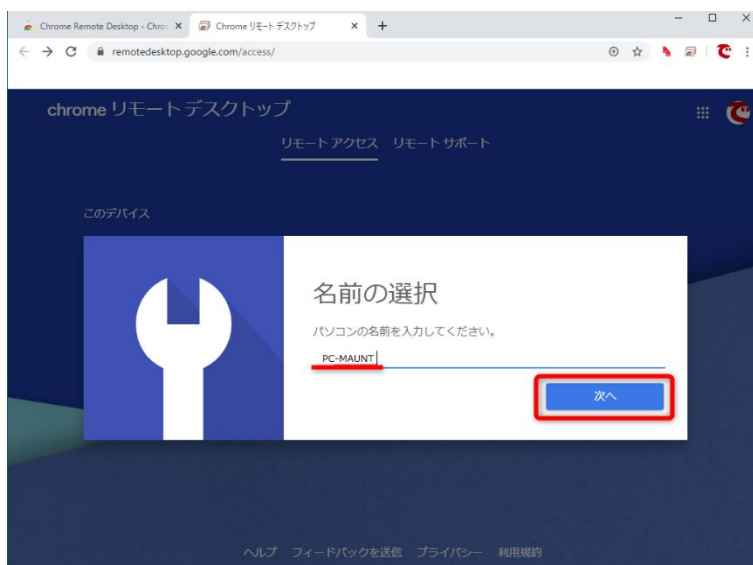 Chrome Remote Desktop - Chro
Chrome リモート デスクトップ
remotedesktop.google.com/access/
chrome リモート デスクトップ
リモート アクセス リモート サポート
このデバイス
名前の選択
パソコンの名前を入力してください。
PC-MAUNT
次へ
ヘルプ フィードバックを送信 プライバシー 利用規約